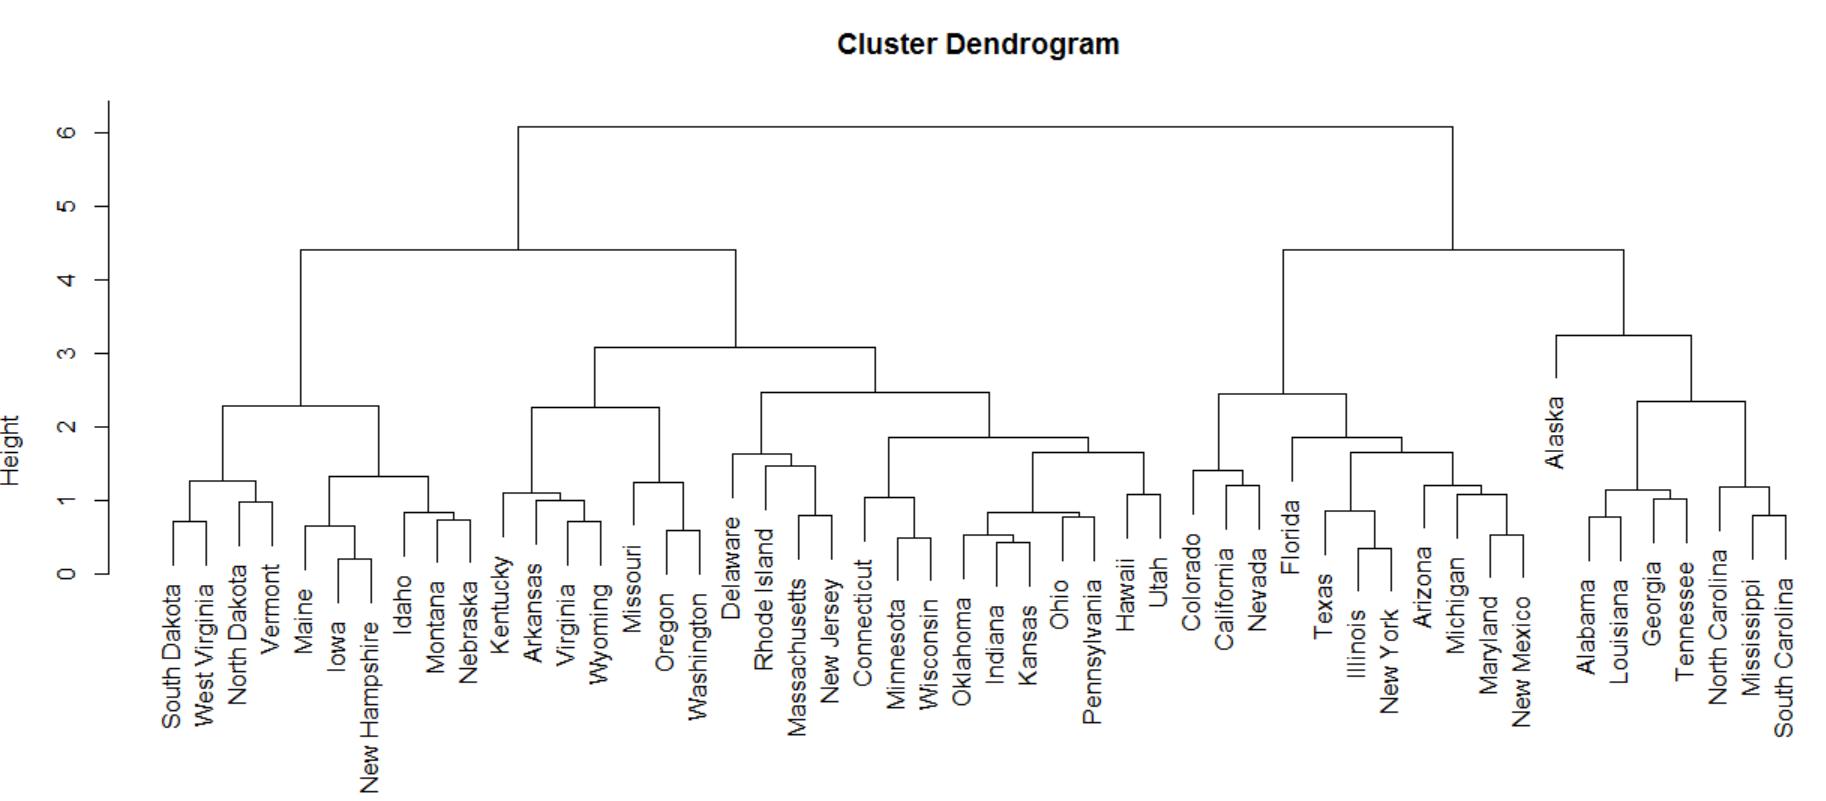 Cluster Dendrogram
Height
6
5
4
3
2
1
0
South Dakota
West Virginia
North Dakota
Vermont
Maine
Iowa
New Hampshire
Idaho
Montana
Nebraska
Kentucky
Arkansas
Virginia
Wyoming
Missouri
Oregon
Washington
Delaware
Rhode Island
Massachusetts
New Jersey
Connecticut
Minnesota
Wisconsin
Oklahoma
Indiana
Kansas
Ohio
Pennsylvania
Hawaii
Utah
Colorado
California
Nevada
Florida
Texas
Illinois
New York
Arizona
Michigan
Maryland
New Mexico
Alaska
Alabama
Louisiana
Georgia
Tennessee
North Carolina
Mississippi
South Carolina